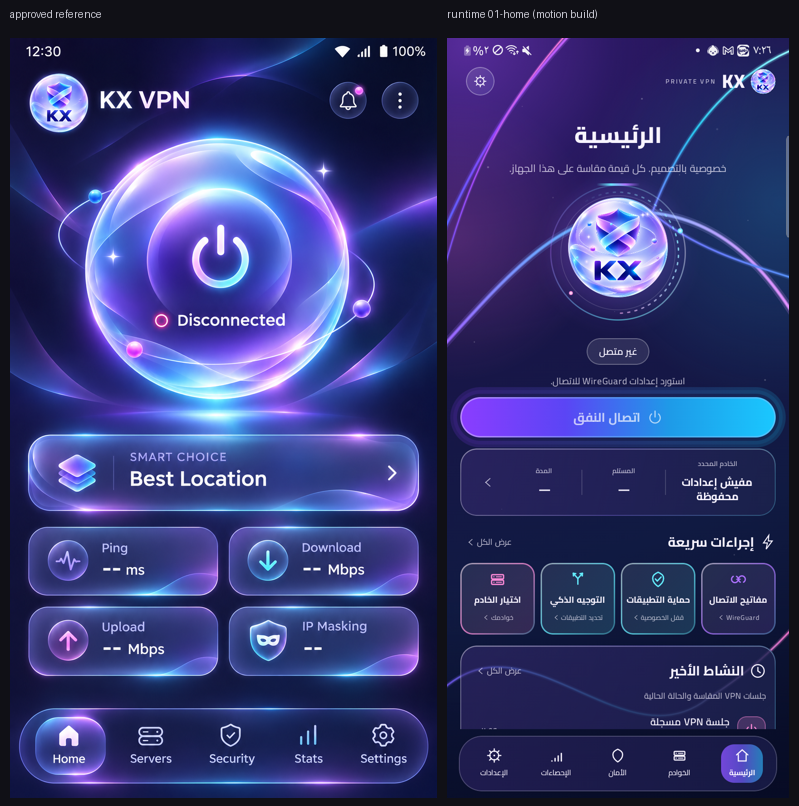 approved reference
12:30
100%
KX
KX VPN
Disconnected
SMART CHOICE
Best Location
Ping
-- ms
Download
-- Mbps
Upload
-- Mbps
IP Masking
--
Home
Servers
Security
Stats
Settings
runtime 01-home (motion build)
٧:٢٦
%٢
KX
PRIVATE VPN
الرئيسية
خصوصية بالتصميم. كل قيمة مقاسة على هذا الجهاز.
KX
غير متصل
استورد إعدادات WireGuard للاتصال.
اتصال النفق
الخادم المحدد
مفيش إعدادات محفوظة
المستلم
—
المدة
—
إجراءات سريعة
عرض الكل
مفاتيح الاتصال
WireGuard
حماية التطبيقات
قفل الخصوصية
التوجيه الذكي
تحديد التطبيقات
اختيار الخادم
خوادمك
النشاط الأخير
عرض الكل
جلسات VPN المقاسة والحالة الحالية
جلسة VPN مسجلة
الرئيسية
الخوادم
الأمان
الإحصاءات
الإعدادات